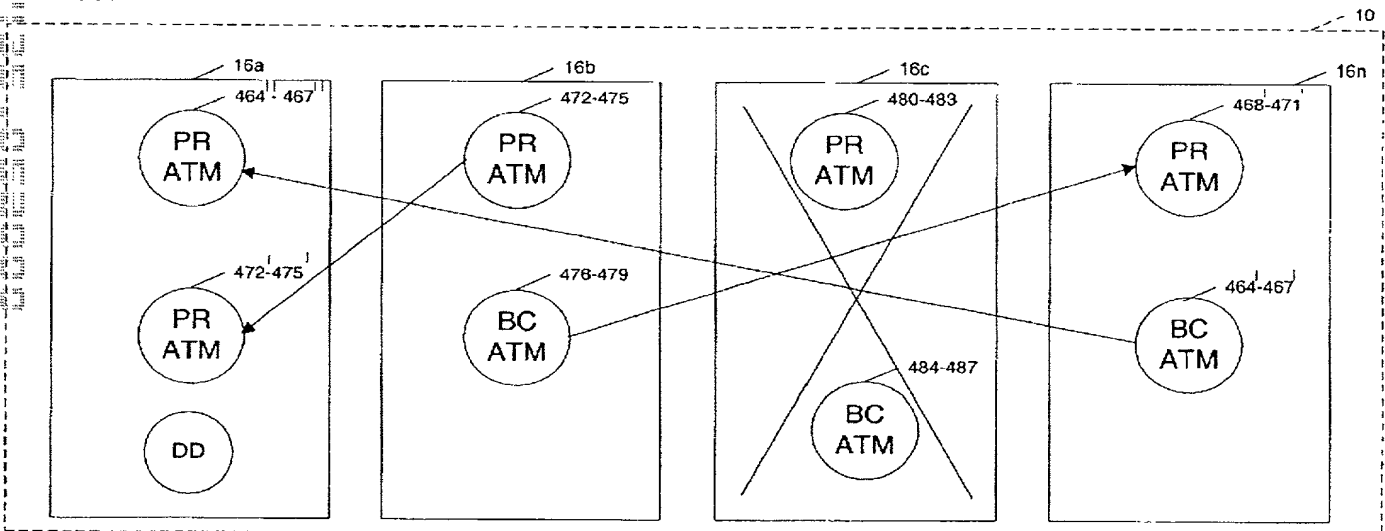 10
16a
16b
16c
16n
464''-467''
472-475
480-483
468'-471'
PR
ATM
PR
ATM
PR
ATM
PR
ATM
472'-475'
476-479
484-487
464'-467'
PR
ATM
BC
ATM
BC
ATM
BC
ATM
DD